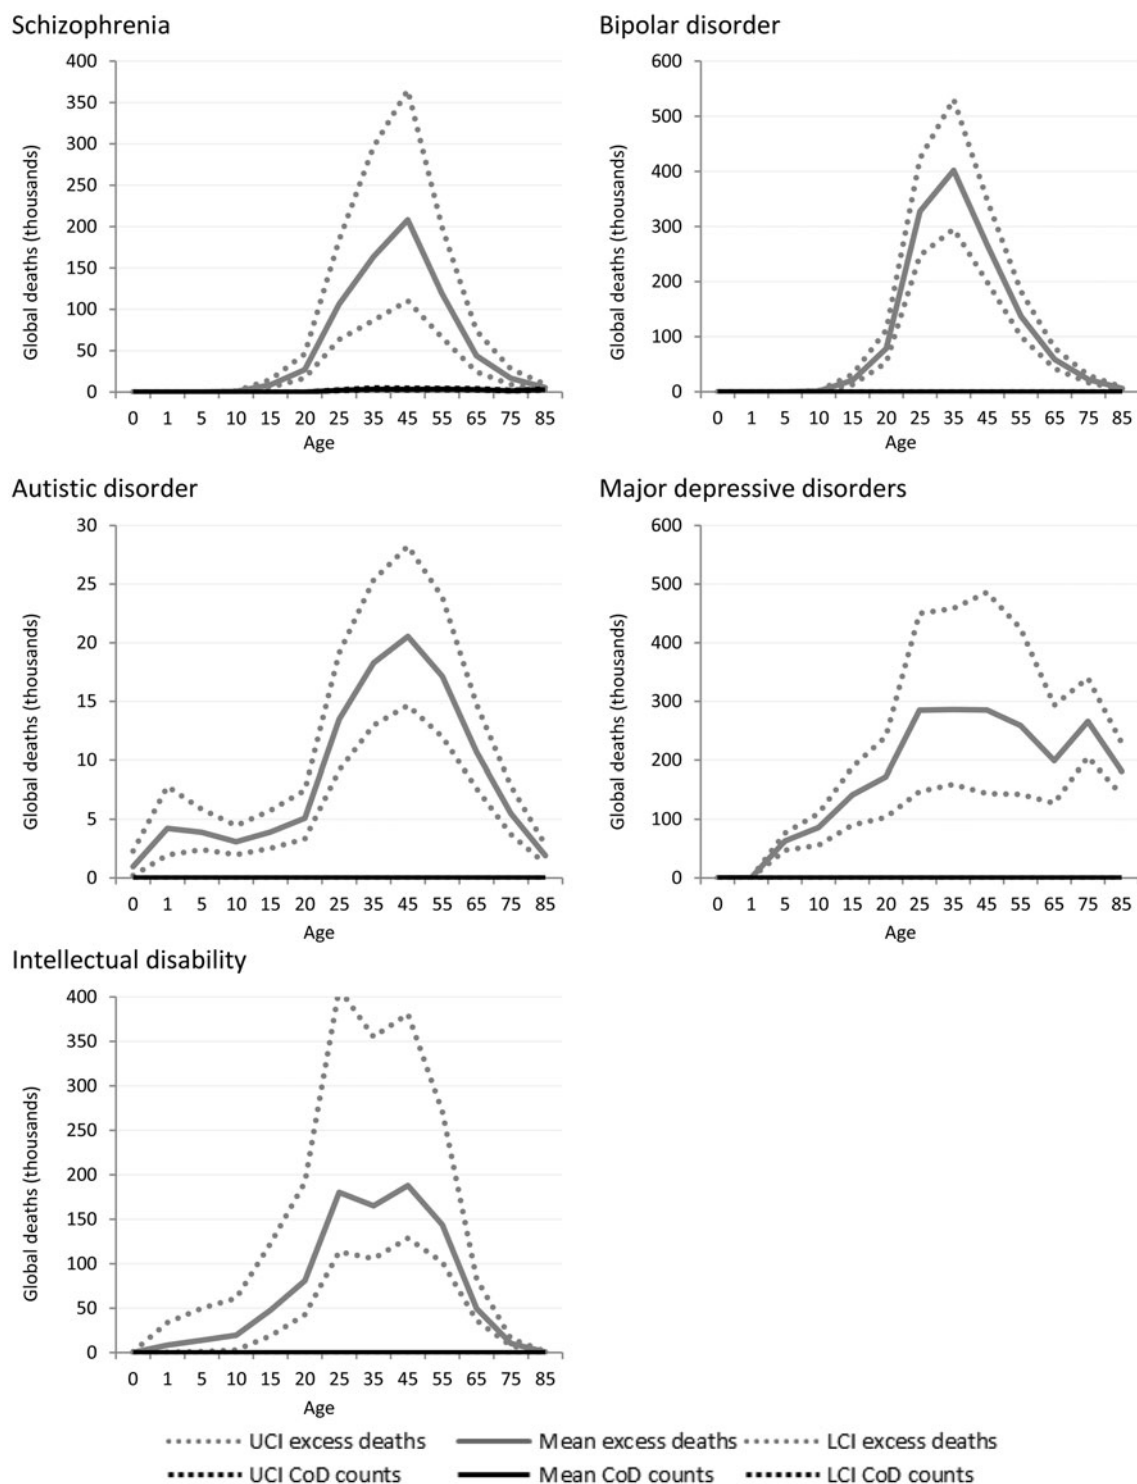 Schizophrenia
Global deaths (thousands)
400
350
300
250
200
150
100
50
0
0 1 5 10 15 20 25 35 45 55 65 75 85
Age
Bipolar disorder
Global deaths (thousands)
600
500
400
300
200
100
0
0 1 5 10 15 20 25 35 45 55 65 75 85
Age
Autistic disorder
Global deaths (thousands)
30
25
20
15
10
5
0
0 1 5 10 15 20 25 35 45 55 65 75 85
Age
Major depressive disorders
Global deaths (thousands)
600
500
400
300
200
100
0
0 1 5 10 15 20 25 35 45 55 65 75 85
Age
Intellectual disability
Global deaths (thousands)
400
350
300
250
200
150
100
50
0
0 1 5 10 15 20 25 35 45 55 65 75 85
Age
UCI excess deaths Mean excess deaths LCI excess deaths
UCI CoD counts Mean CoD counts LCI CoD counts